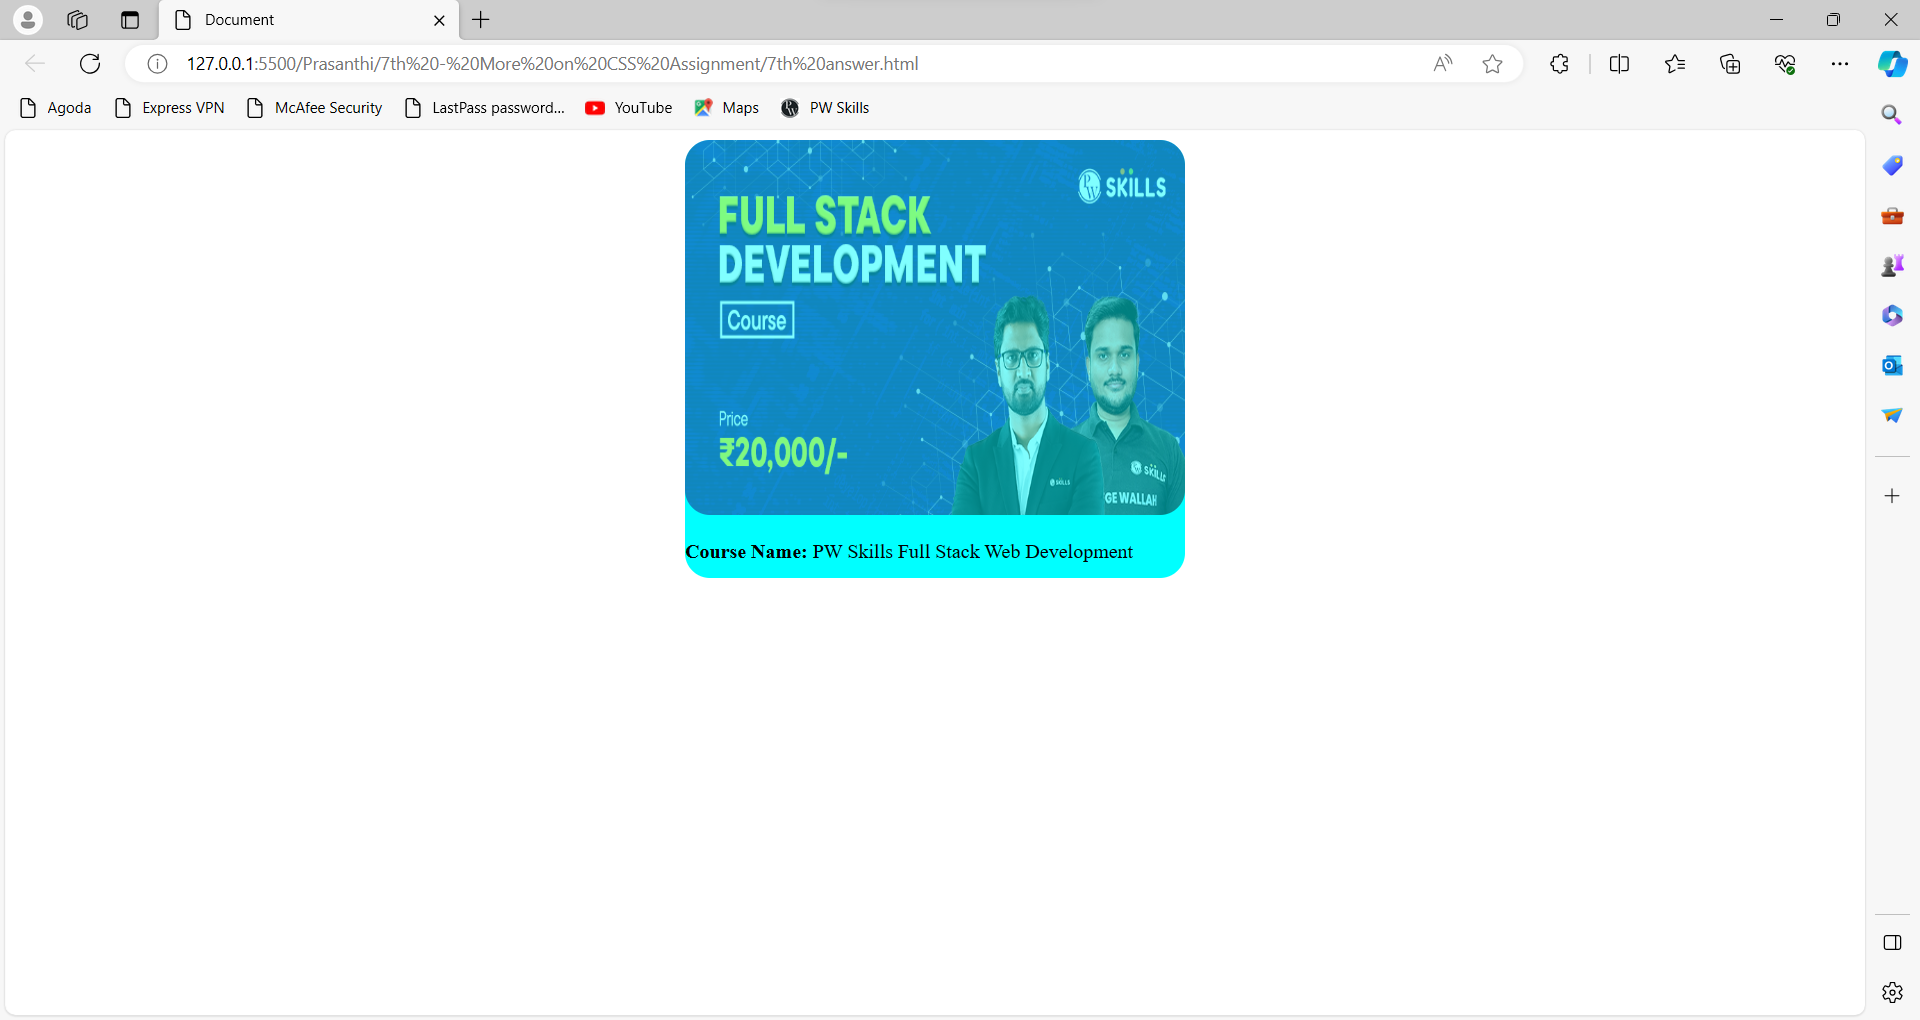 Document
127.0.0.1:5500/Prasanthi/7th%20-%20More%20on%20CSS%20Assignment/7th%20answer.html
Agoda Express VPN McAfee Security LastPass password... YouTube Maps PW Skills
PW SKILLS
FULL STACK
DEVELOPMENT
Course
Price
₹20,000/-
SKILLS
SKILLS
GE WALLAH
Course Name: PW Skills Full Stack Web Development